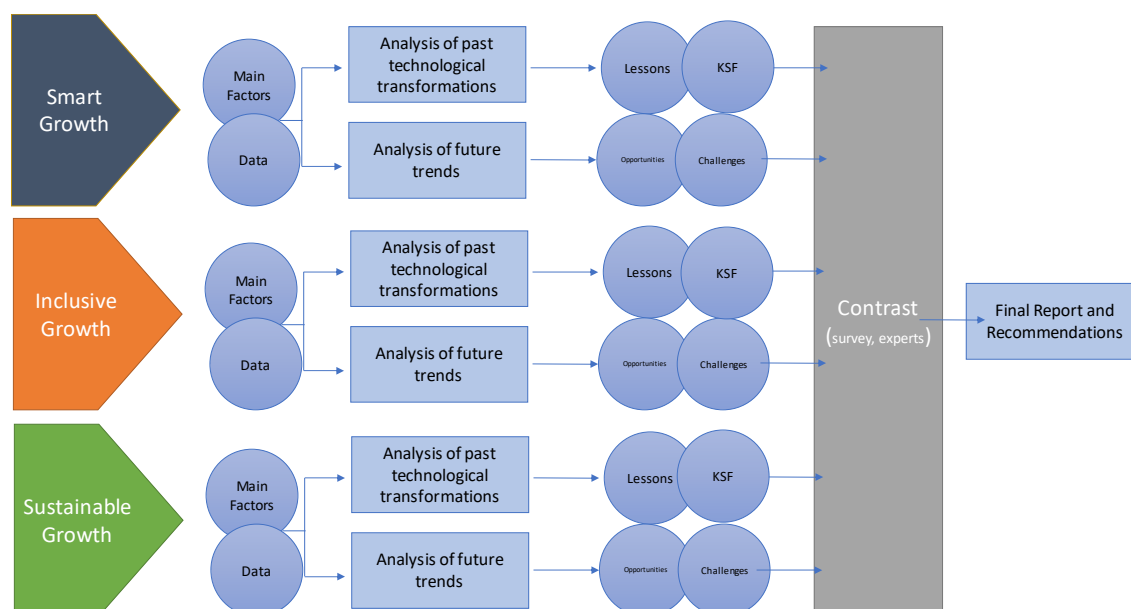 Smart
Growth
Main
Factors
Data
Analysis of past
technological
transformations
Analysis of future
trends
Lessons
KSF
Opportunities
Challenges
Inclusive
Growth
Main
Factors
Data
Analysis of past
technological
transformations
Analysis of future
trends
Lessons
KSF
Opportunities
Challenges
Sustainable
Growth
Main
Factors
Data
Analysis of past
technological
transformations
Analysis of future
trends
Lessons
KSF
Opportunities
Challenges
Contrast
(survey, experts)
Final Report and
Recommendations